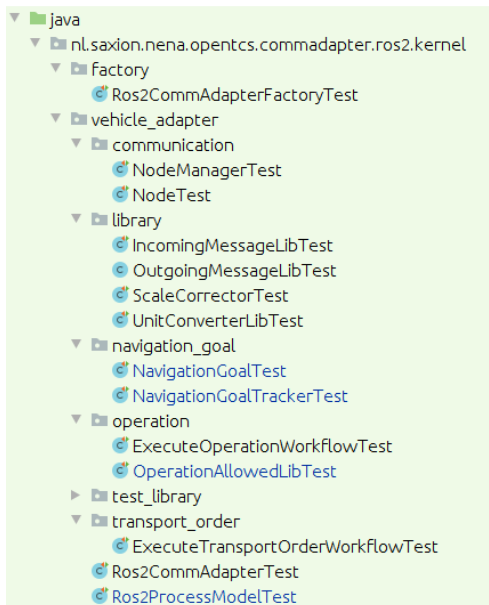 java
nl.saxion.nena.opentcs.commadapter.ros2.kernel
factory
Ros2CommAdapterFactoryTest
vehicle_adapter
communication
NodeManagerTest
NodeTest
library
IncomingMessageLibTest
OutgoingMessageLibTest
ScaleCorrectorTest
UnitConverterLibTest
navigation_goal
NavigationGoalTest
NavigationGoalTrackerTest
operation
ExecuteOperationWorkflowTest
OperationAllowedLibTest
test_library
transport_order
ExecuteTransportOrderWorkflowTest
Ros2CommAdapterTest
Ros2ProcessModelTest